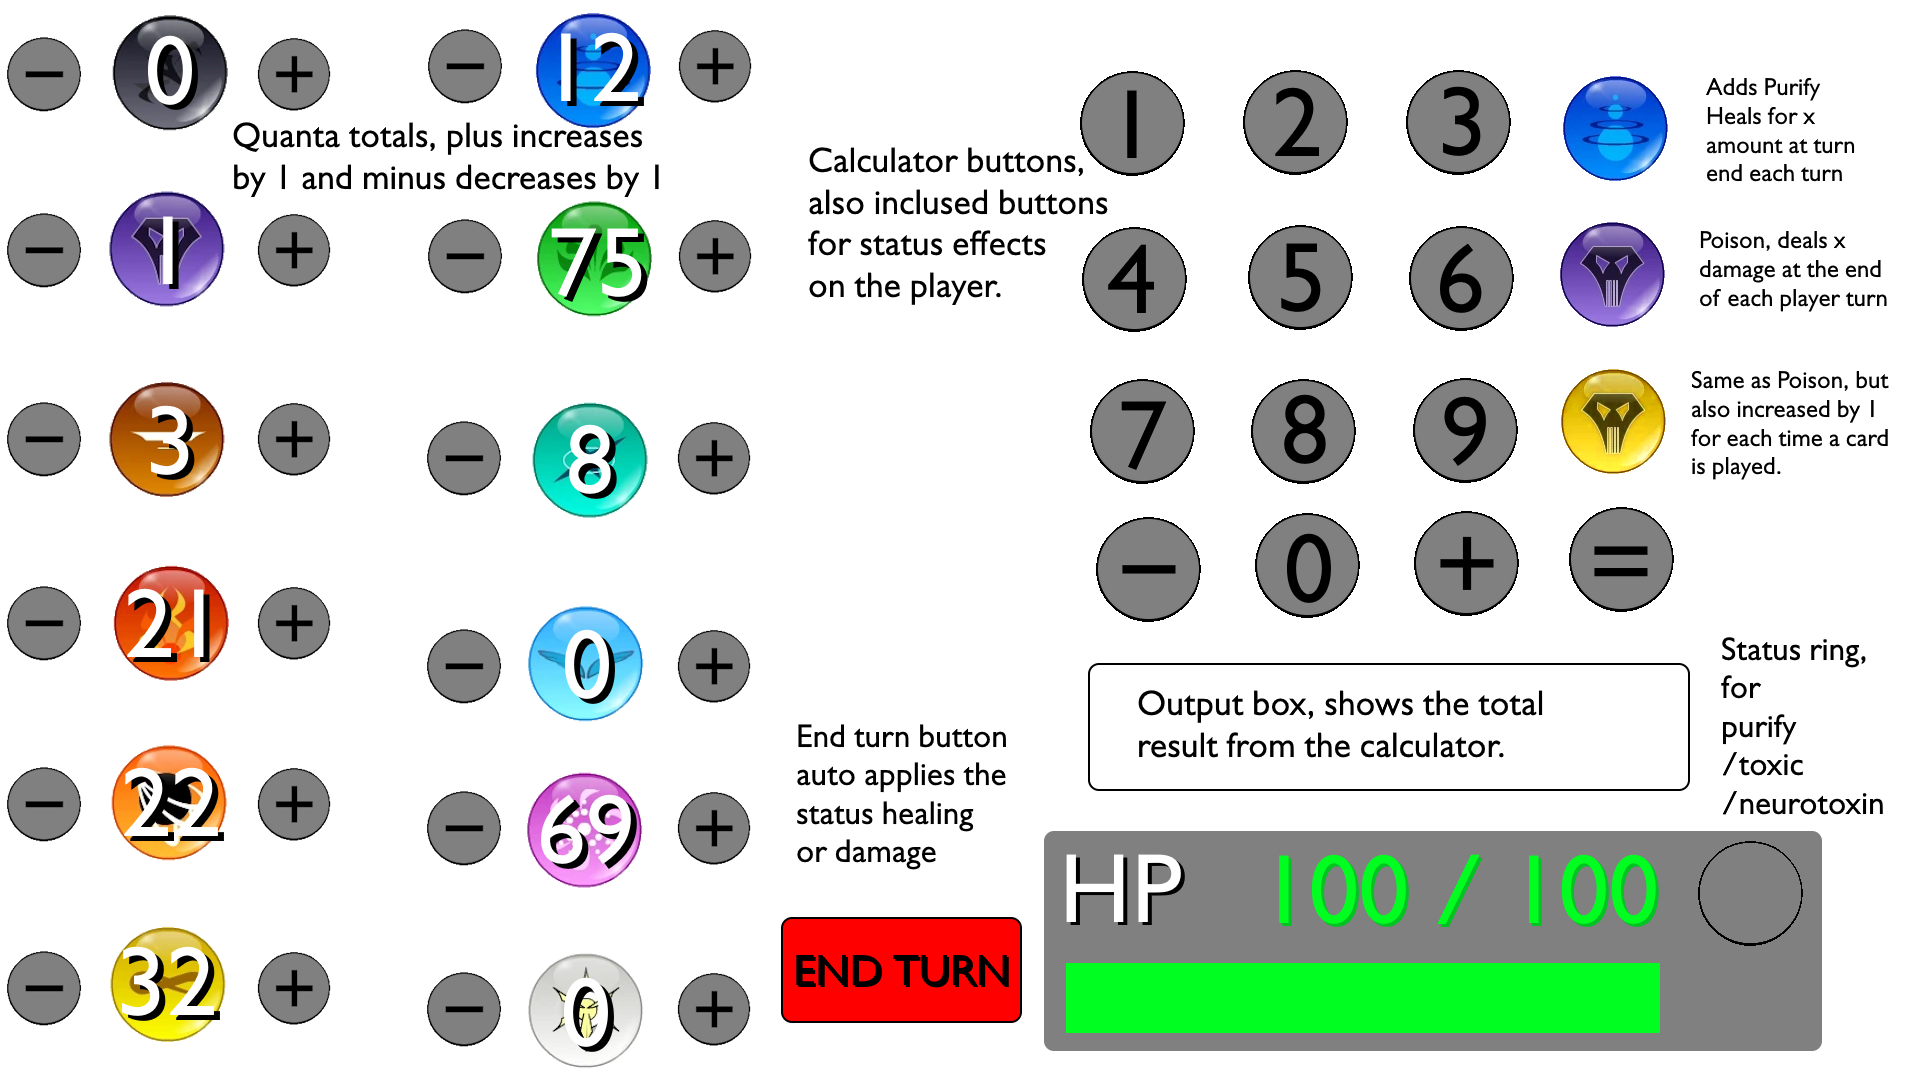 − 0 + − 12 +
Quanta totals, plus increases
by 1 and minus decreases by 1
− 1 + − 75 +
− 3 + − 8 +
− 21 + − 0 +
− 22 + − 69 +
− 32 + − 0 +
Calculator buttons,
also inclused buttons
for status effects
on the player.
1 2 3
4 5 6
7 8 9
− 0 + =
Adds Purify
Heals for x
amount at turn
end each turn
Poison, deals x
damage at the end
of each player turn
Same as Poison, but
also increased by 1
for each time a card
is played.
Output box, shows the total
result from the calculator.
Status ring,
for
purify
/toxic
/neurotoxin
End turn button
auto applies the
status healing
or damage
END TURN
HP 100 / 100